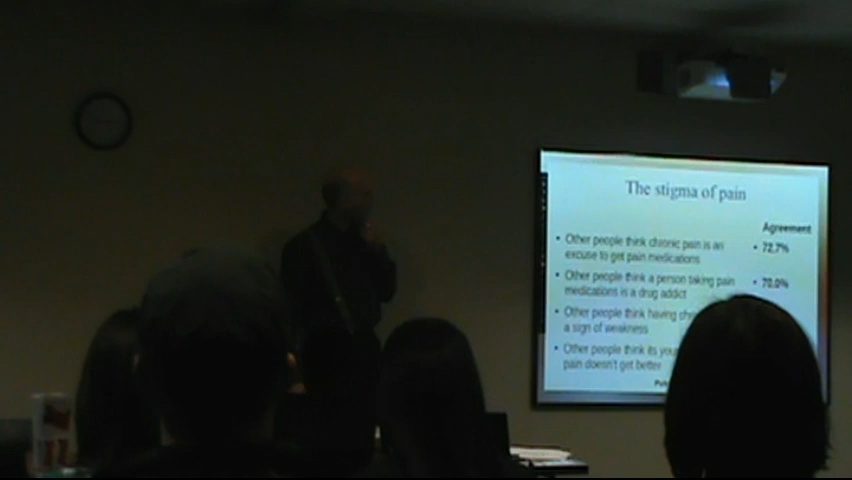 The stigma of pain
Agreement
• Other people think chronic pain is an
excuse to get pain medications
• 72.7%
• Other people think a person taking pain
medications is a drug addict
• 70.0%
• Other people think having
a sign of weakness
• Other people think its
pain doesn't get better